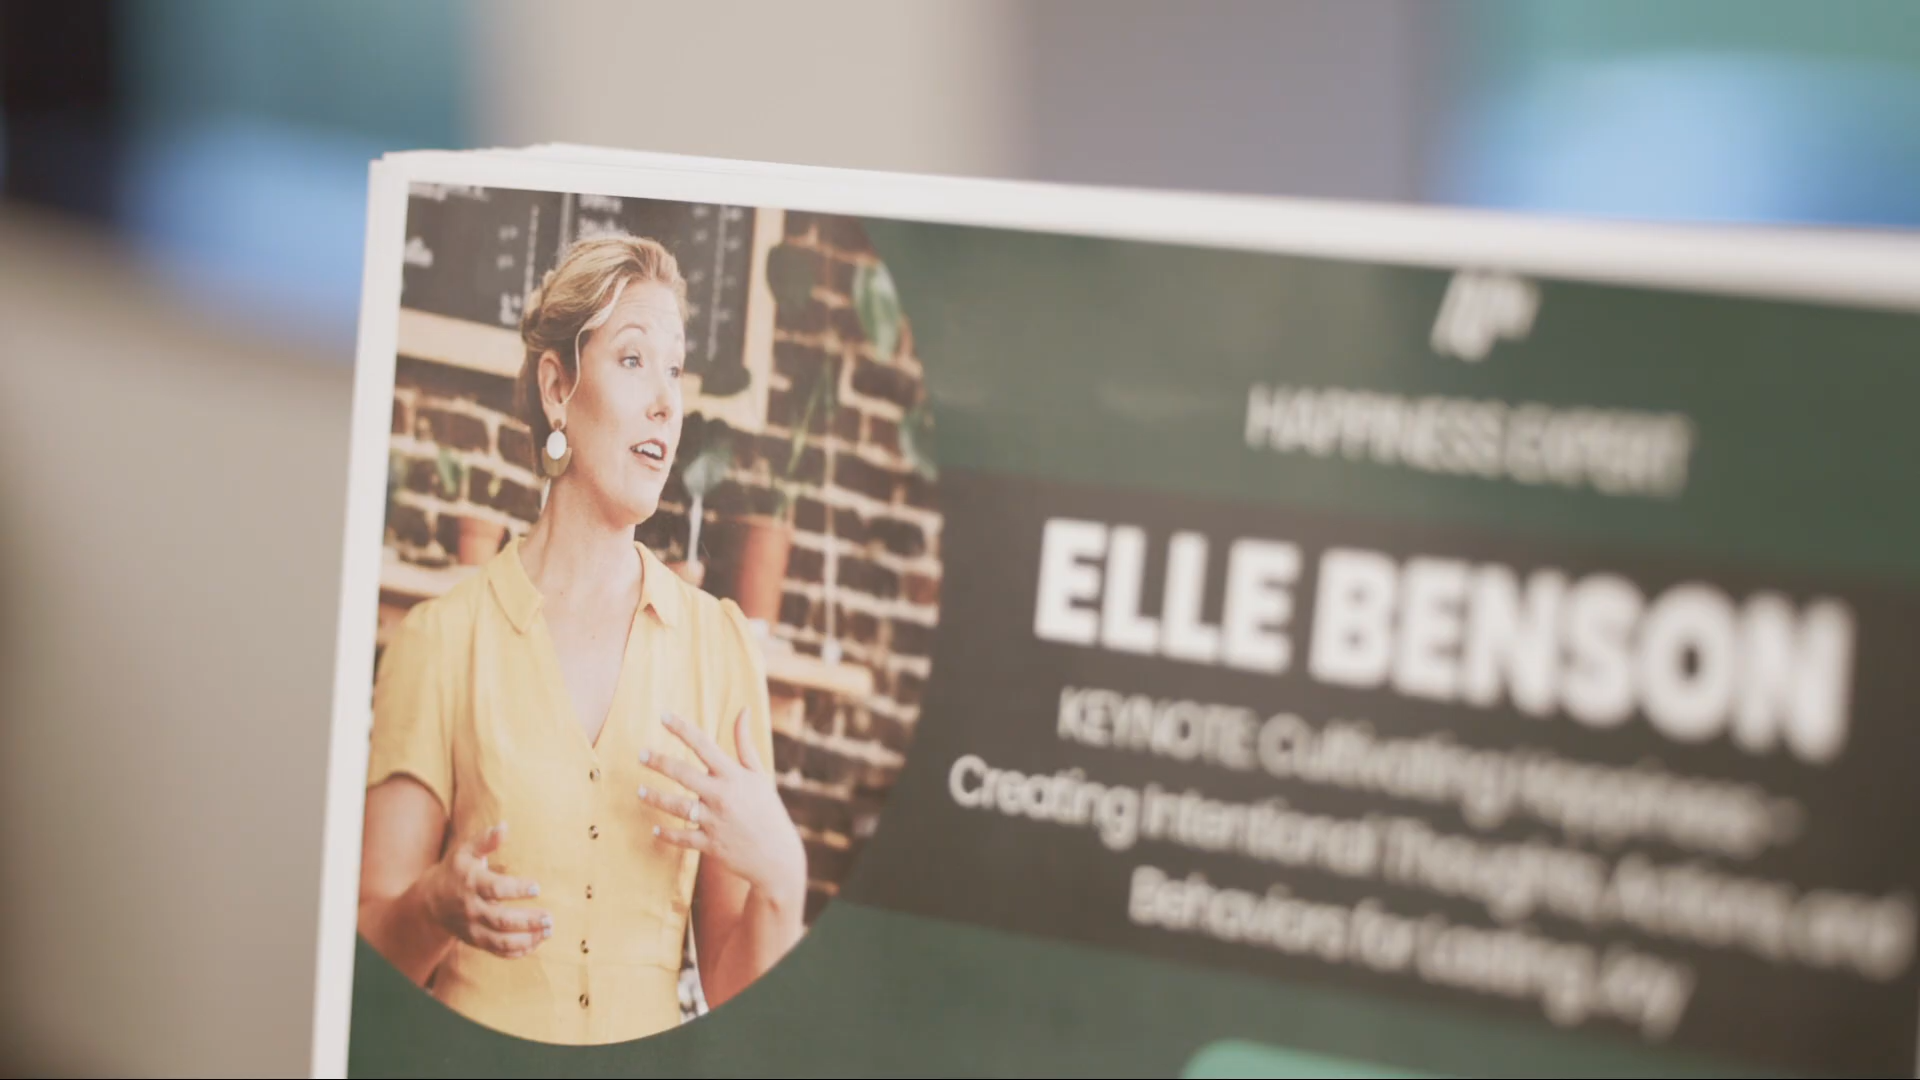 HAPPINESS EXPERT
ELLE BENSON
KEYNOTE: Cultivating Happiness –
Creating Intentional Thoughts, Actions, and
Behaviors for Lasting Joy